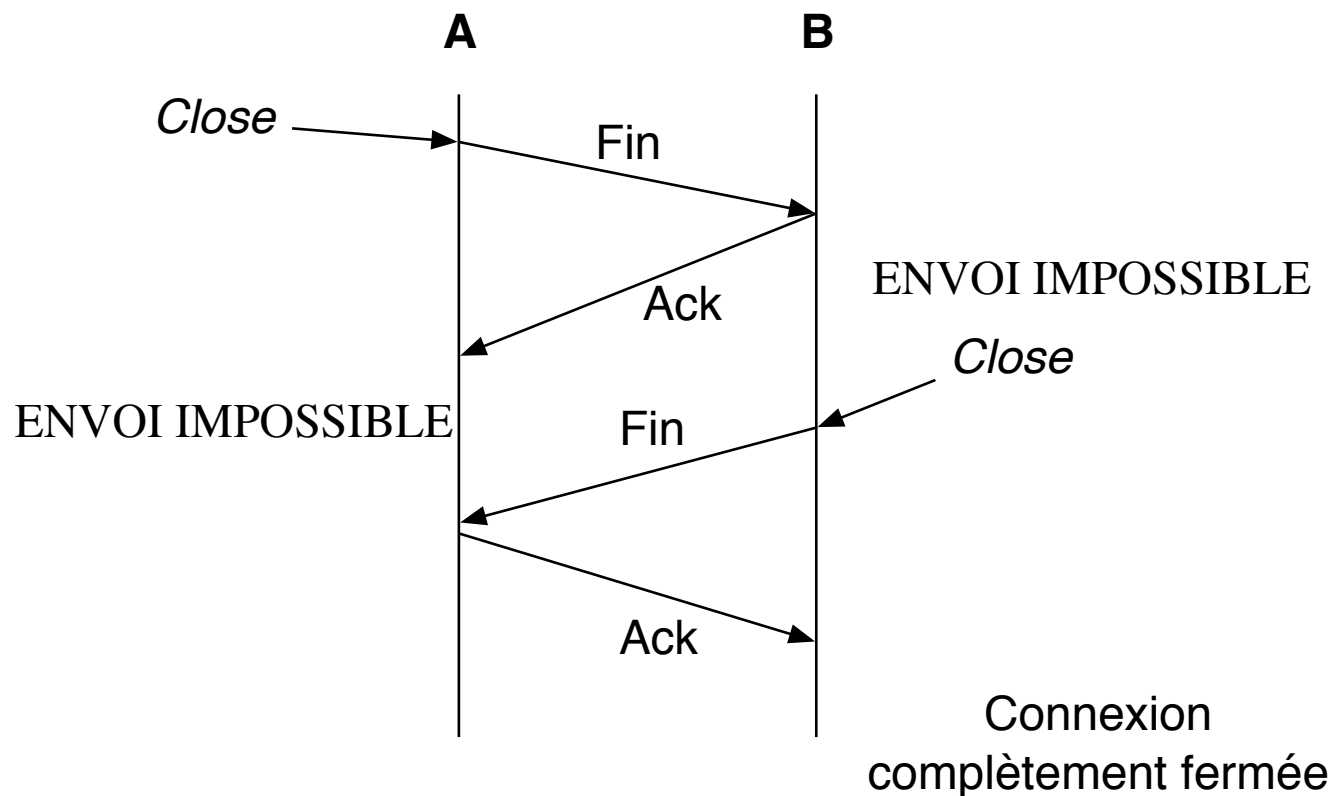 A
B
Close
Fin
ENVOI IMPOSSIBLE
Ack
Close
ENVOI IMPOSSIBLE
Fin
Ack
Connexion
complètement fermée